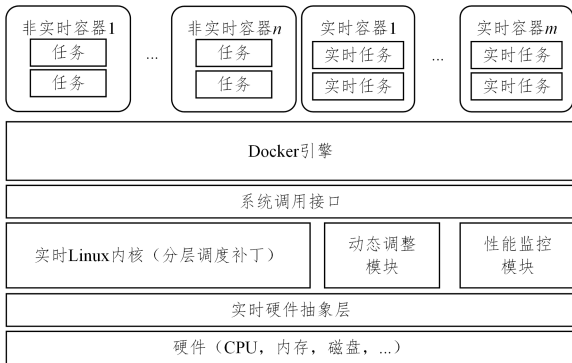 非实时容器1
任务
任务
...
非实时容器n
任务
任务
实时容器1
实时任务
实时任务
...
实时容器m
实时任务
实时任务
Docker引擎
系统调用接口
实时Linux内核（分层调度补丁）
动态调整
模块
性能监控
模块
实时硬件抽象层
硬件（CPU，内存，磁盘，...）